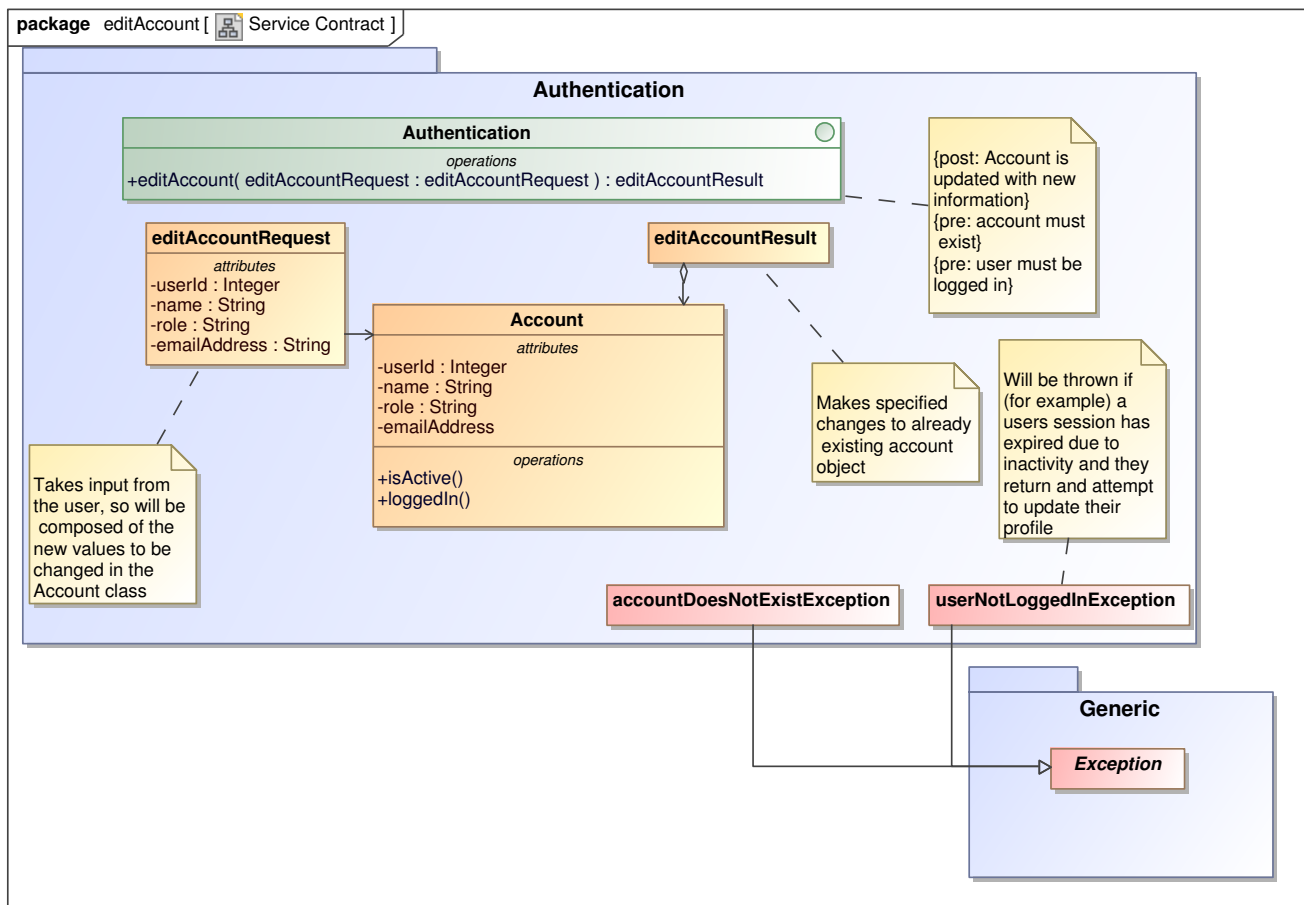 package editAccount [ Service Contract ]
Authentication
Authentication
operations
+editAccount( editAccountRequest : editAccountRequest ) : editAccountResult
{post: Account is
updated with new
information}
{pre: account must
exist}
{pre: user must be
logged in}
editAccountRequest
attributes
-userId : Integer
-name : String
-role : String
-emailAddress : String
editAccountResult
Account
attributes
-userId : Integer
-name : String
-role : String
-emailAddress
operations
+isActive()
+loggedIn()
Makes specified
changes to already
existing account
object
Will be thrown if
(for example) a
users session has
expired due to
inactivity and they
return and attempt
to update their
profile
Takes input from
the user, so will be
composed of the
new values to be
changed in the
Account class
accountDoesNotExistException
userNotLoggedInException
Generic
Exception